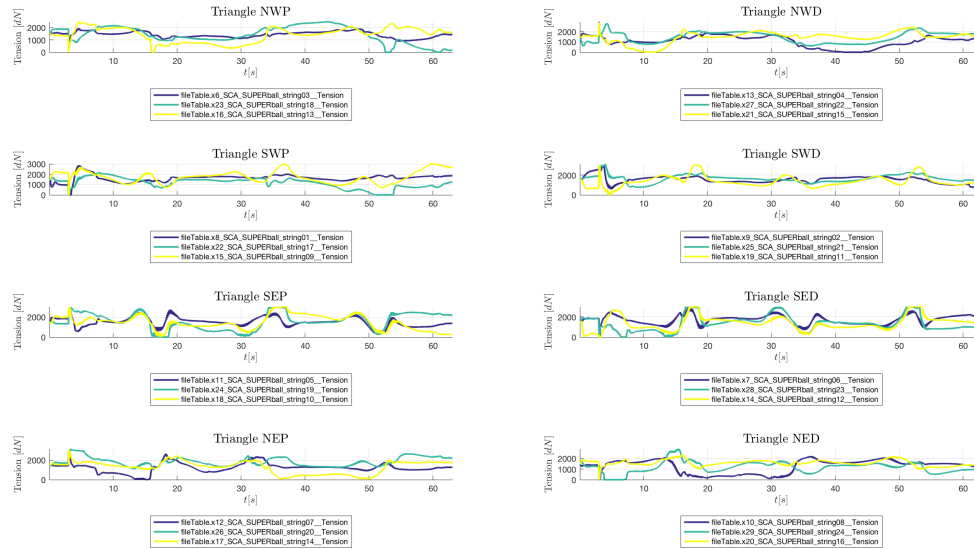 Triangle NWP
Tension [dN]
2000
1000
0
10 20 30 40 50 60
t[s]
fileTable.x6_SCA_SUPERball_string03__Tension
fileTable.x23_SCA_SUPERball_string18__Tension
fileTable.x16_SCA_SUPERball_string13__Tension
Triangle NWD
Tension [dN]
2000
1000
0
10 20 30 40 50 60
t[s]
fileTable.x13_SCA_SUPERball_string04__Tension
fileTable.x27_SCA_SUPERball_string22__Tension
fileTable.x21_SCA_SUPERball_string15__Tension
Triangle SWP
Tension [dN]
3000
2000
1000
0
10 20 30 40 50 60
t[s]
fileTable.x8_SCA_SUPERball_string01__Tension
fileTable.x22_SCA_SUPERball_string17__Tension
fileTable.x15_SCA_SUPERball_string09__Tension
Triangle SWD
Tension [dN]
2000
0
10 20 30 40 50 60
t[s]
fileTable.x9_SCA_SUPERball_string02__Tension
fileTable.x25_SCA_SUPERball_string21__Tension
fileTable.x19_SCA_SUPERball_string11__Tension
Triangle SEP
Tension [dN]
2000
0
10 20 30 40 50 60
t[s]
fileTable.x11_SCA_SUPERball_string05__Tension
fileTable.x24_SCA_SUPERball_string19__Tension
fileTable.x18_SCA_SUPERball_string10__Tension
Triangle SED
Tension [dN]
2000
0
10 20 30 40 50 60
t[s]
fileTable.x7_SCA_SUPERball_string06__Tension
fileTable.x28_SCA_SUPERball_string23__Tension
fileTable.x14_SCA_SUPERball_string12__Tension
Triangle NEP
Tension [dN]
2000
0
10 20 30 40 50 60
t[s]
fileTable.x12_SCA_SUPERball_string07__Tension
fileTable.x26_SCA_SUPERball_string20__Tension
fileTable.x17_SCA_SUPERball_string14__Tension
Triangle NED
Tension [dN]
2000
1000
0
10 20 30 40 50 60
t[s]
fileTable.x10_SCA_SUPERball_string08__Tension
fileTable.x29_SCA_SUPERball_string24__Tension
fileTable.x20_SCA_SUPERball_string16__Tension